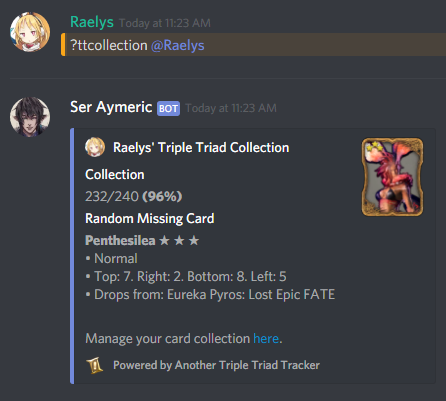 Raelys Today at 11:23 AM
?ttcollection @Raelys
Ser Aymeric BOT Today at 11:23 AM
Raelys' Triple Triad Collection
Collection
232/240 (96%)
Random Missing Card
Penthesilea ★ ★ ★
• Normal
• Top: 7. Right: 2. Bottom: 8. Left: 5
• Drops from: Eureka Pyros: Lost Epic FATE
Manage your card collection here.
Powered by Another Triple Triad Tracker